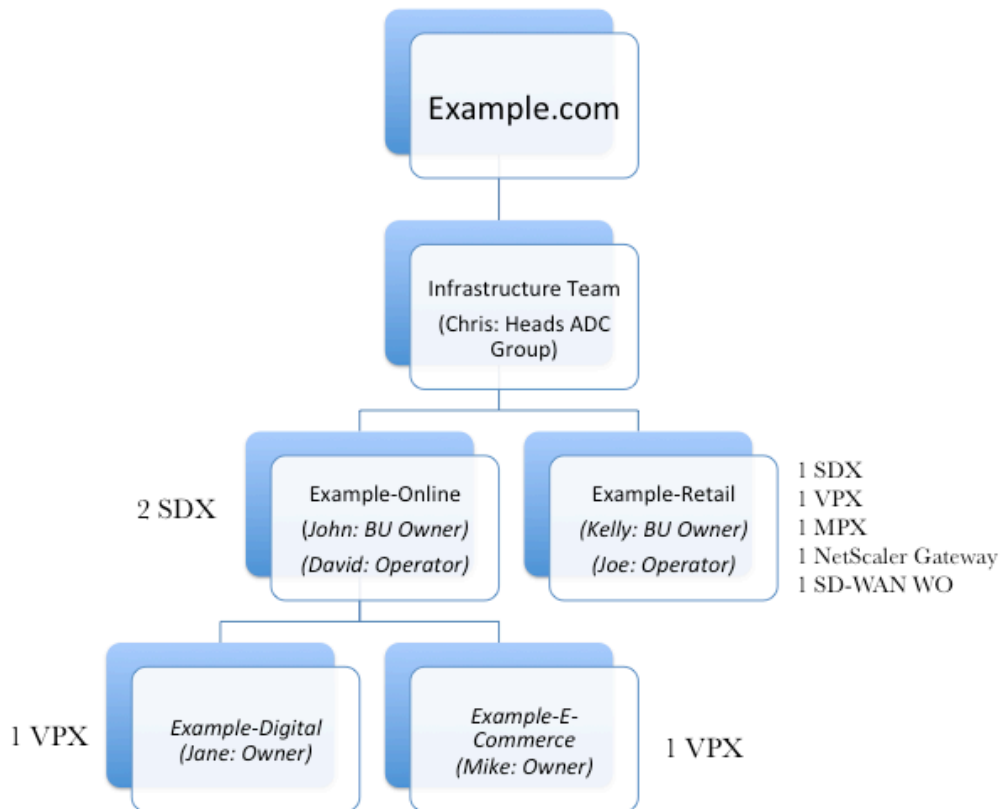 Example.com
Infrastructure Team
(Chris: Heads ADC
Group)
2 SDX
Example-Online
(John: BU Owner)
(David: Operator)
Example-Retail
(Kelly: BU Owner)
(Joe: Operator)
1 SDX
1 VPX
1 MPX
1 NetScaler Gateway
1 SD-WAN WO
1 VPX
Example-Digital
(Jane: Owner)
Example-E-
Commerce
(Mike: Owner)
1 VPX